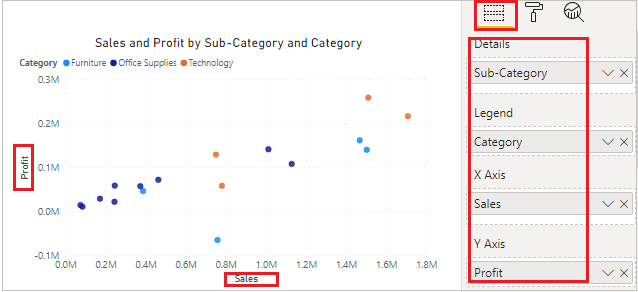 Sales and Profit by Sub-Category and Category
Category Furniture Office Supplies Technology
0.3M
0.2M
0.1M
0.0M
-0.1M
Profit
0.0M 0.2M 0.4M 0.6M 0.8M 1.0M 1.2M 1.4M 1.6M 1.8M
Sales
Details
Sub-Category
Legend
Category
X Axis
Sales
Y Axis
Profit